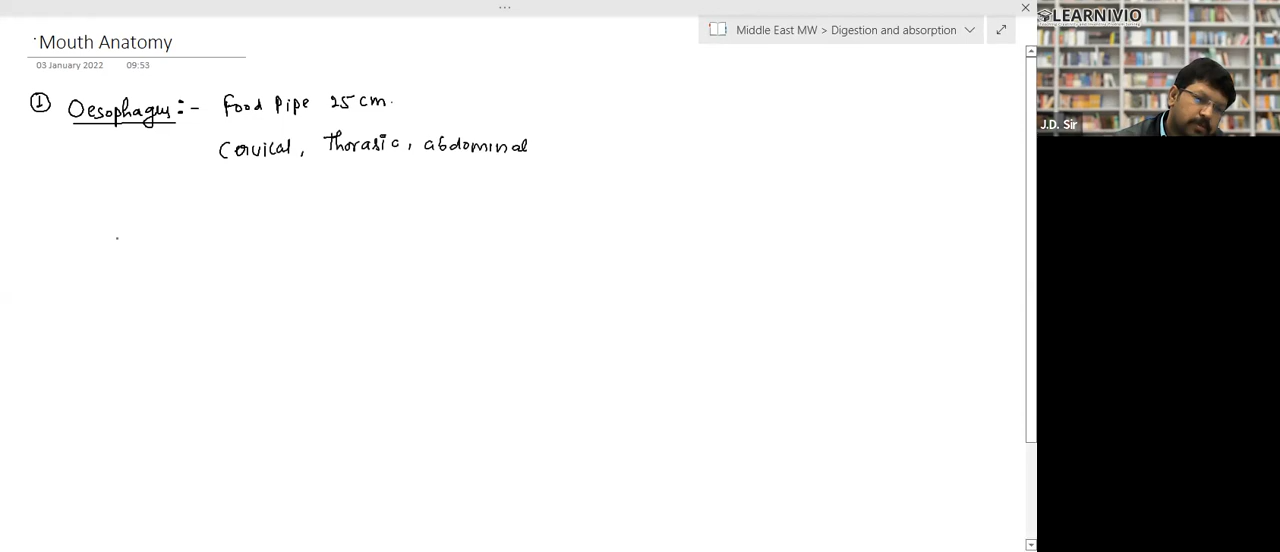 Mouth Anatomy
03 January 2022 09:53
Middle East MW > Digestion and absorption
① Oesophagus :- Food Pipe 25 cm.
Cervical, Thorasic, abdominal
LEARNIVIO
J.D. Sir